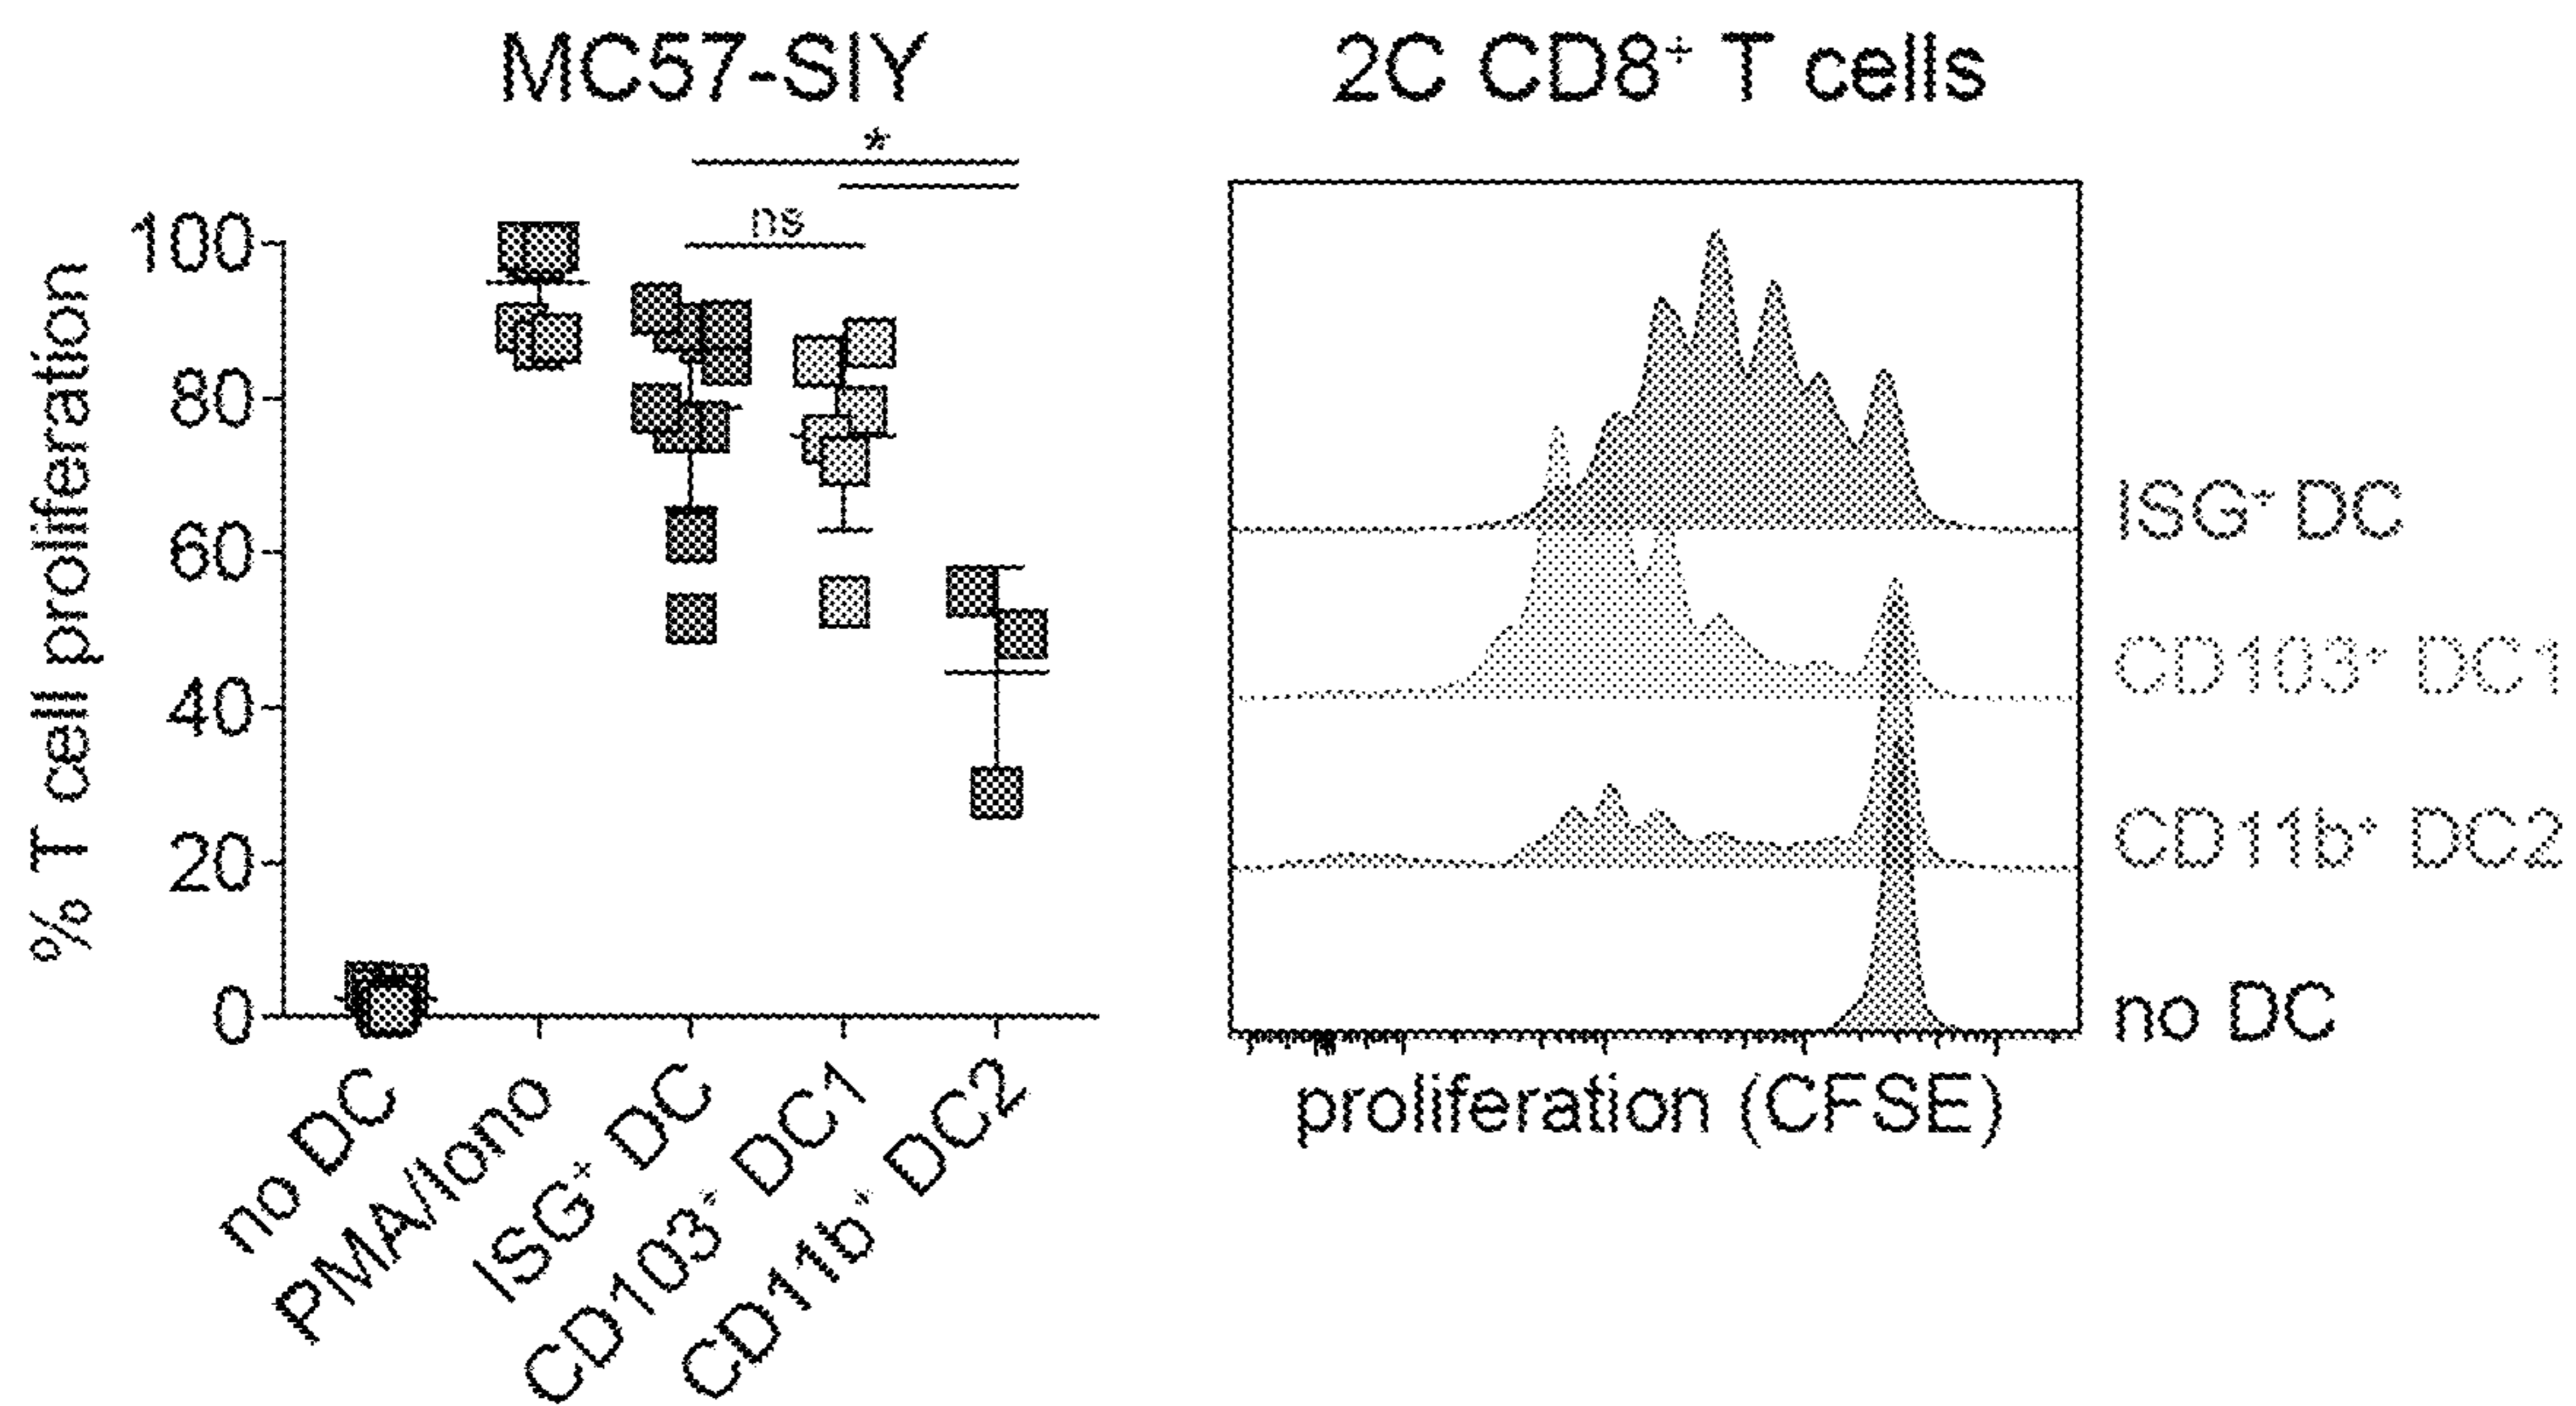 MC57-SIY
*
ns
% T cell proliferation
100
80
60
40
20
0
no DC
PMA/Iono
ISG⁺ DC
CD103⁺ DC1
CD11b⁺ DC2
2C CD8⁺ T cells
ISG⁺ DC
CD103⁺ DC1
CD11b⁺ DC2
no DC
proliferation (CFSE)